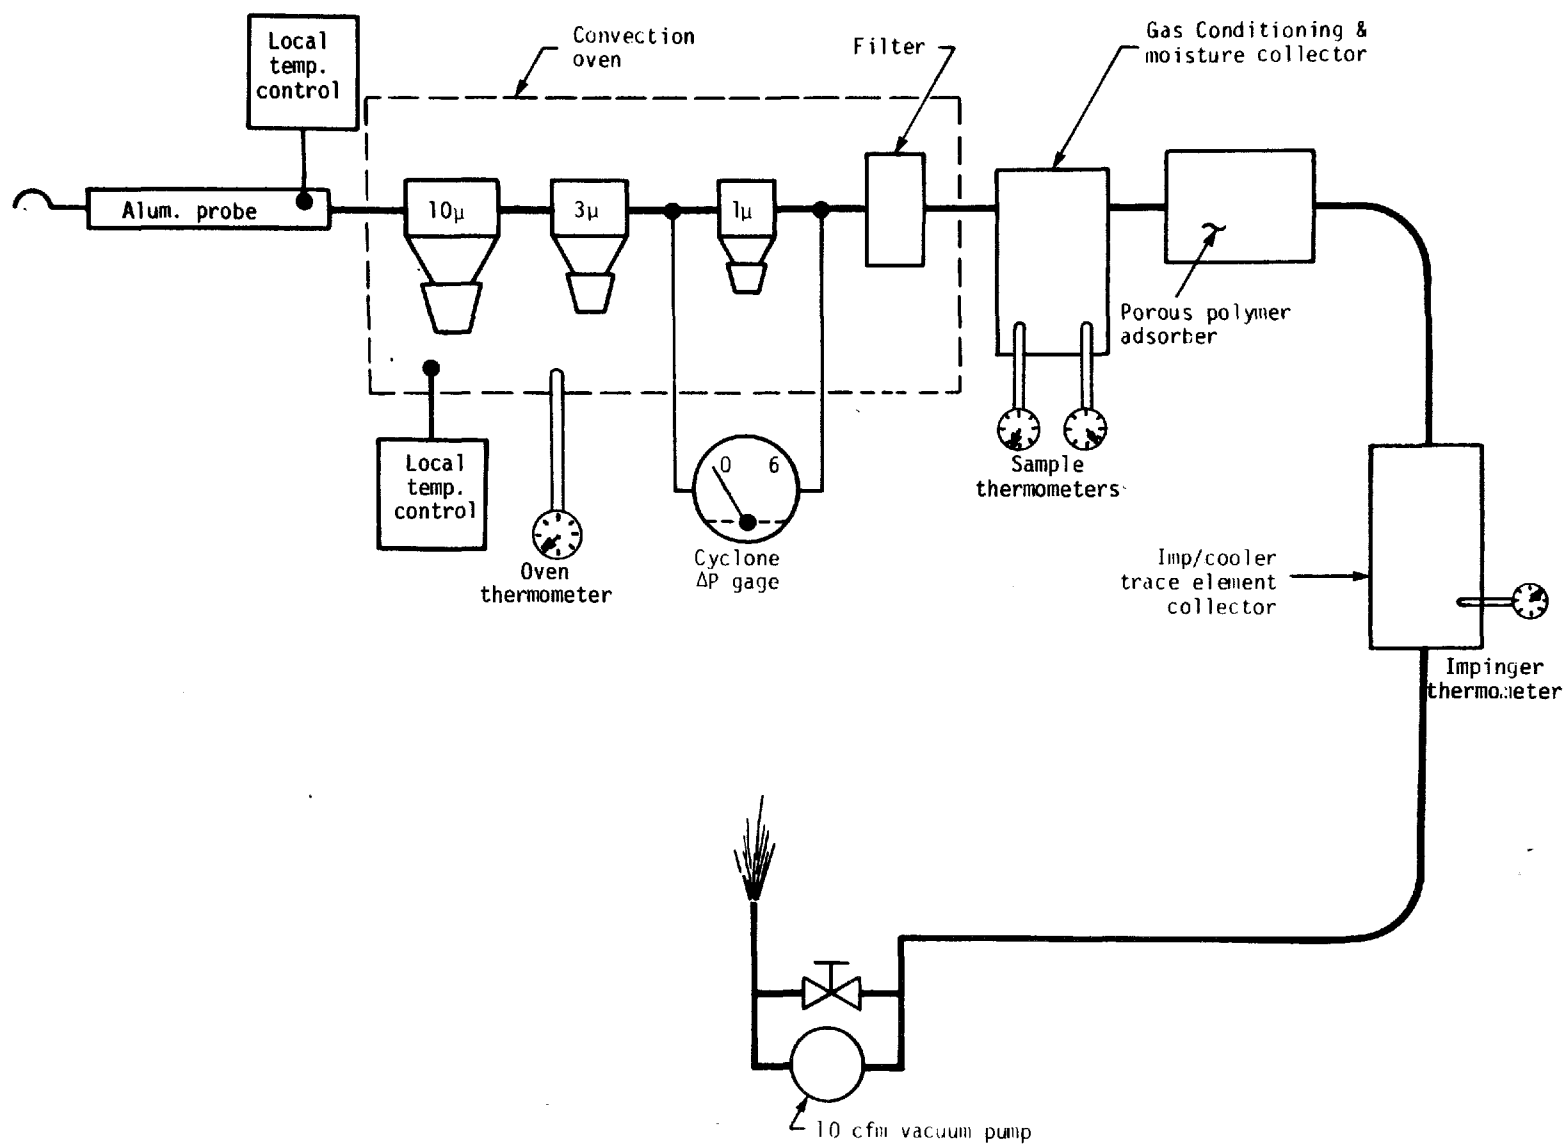 Local
temp.
control
Convection
oven
Filter
Gas Conditioning &
moisture collector
Alum. probe
10μ
3μ
1μ
Porous polymer
adsorber
Local
temp.
control
Oven
thermometer
0 6
Cyclone
ΔP gage
Sample
thermometers
Imp/cooler
trace element
collector
Impinger
thermometer
10 cfm vacuum pump